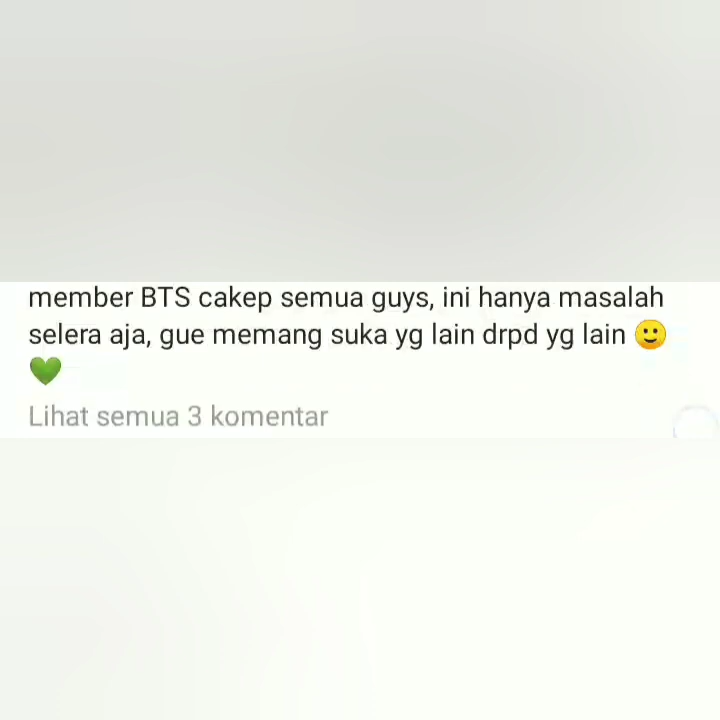 member BTS cakep semua guys, ini hanya masalah
selera aja, gue memang suka yg lain drpd yg lain 🙂
💚
Lihat semua 3 komentar